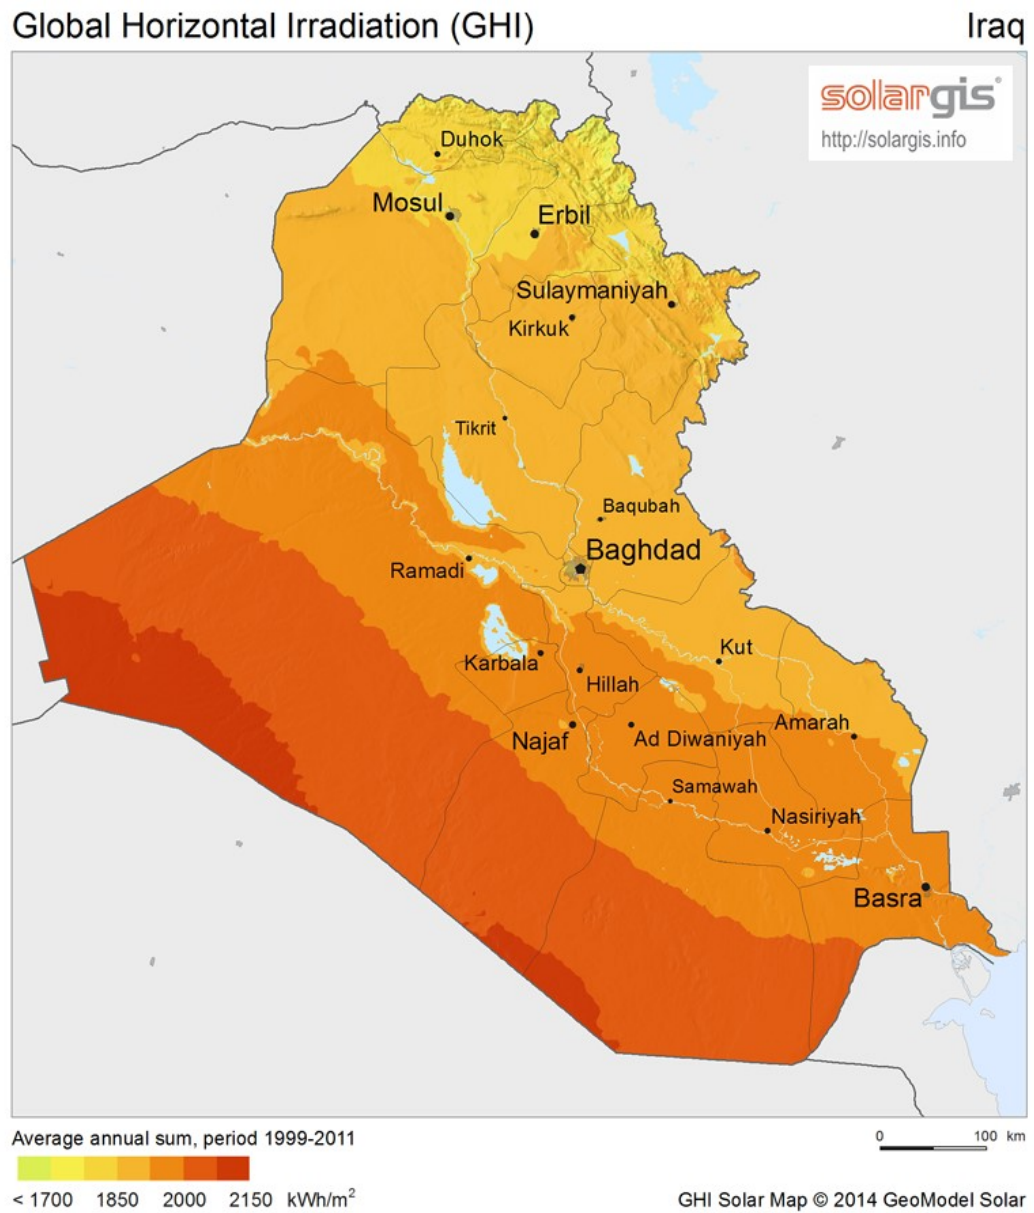 Global Horizontal Irradiation (GHI) Iraq
solargis®
http://solargis.info
Duhok
Mosul
Erbil
Sulaymaniyah
Kirkuk
Tikrit
Baqubah
Baghdad
Ramadi
Kut
Karbala
Hillah
Amarah
Najaf
Ad Diwaniyah
Samawah
Nasiriyah
Basra
Average annual sum, period 1999-2011
0 100 km
< 1700 1850 2000 2150 kWh/m²
GHI Solar Map © 2014 GeoModel Solar